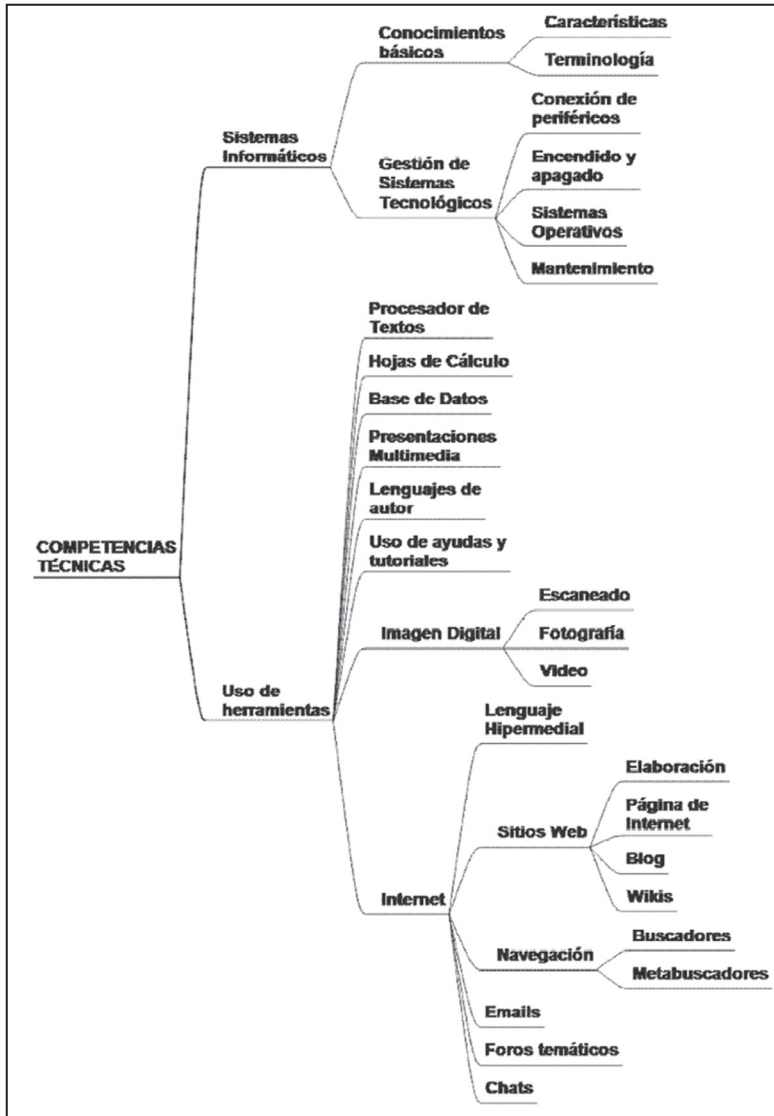 Características
Conocimientos
básicos
Terminología
Conexión de
periféricos
Sistemas
Informáticos
Encendido y
apagado
Gestión de
Sistemas
Tecnológicos
Sistemas
Operativos
Mantenimiento
Procesador de
Textos
Hojas de Cálculo
Base de Datos
Presentaciones
Multimedia
Lenguajes de
autor
COMPETENCIAS
TÉCNICAS
Uso de ayudas y
tutoriales
Escaneado
Imagen Digital
Fotografía
Video
Uso de
herramientas
Lenguaje
Hipermedial
Elaboración
Sitios Web
Página de
Internet
Blog
Wikis
Internet
Navegación
Buscadores
Metabuscadores
Emails
Foros temáticos
Chats